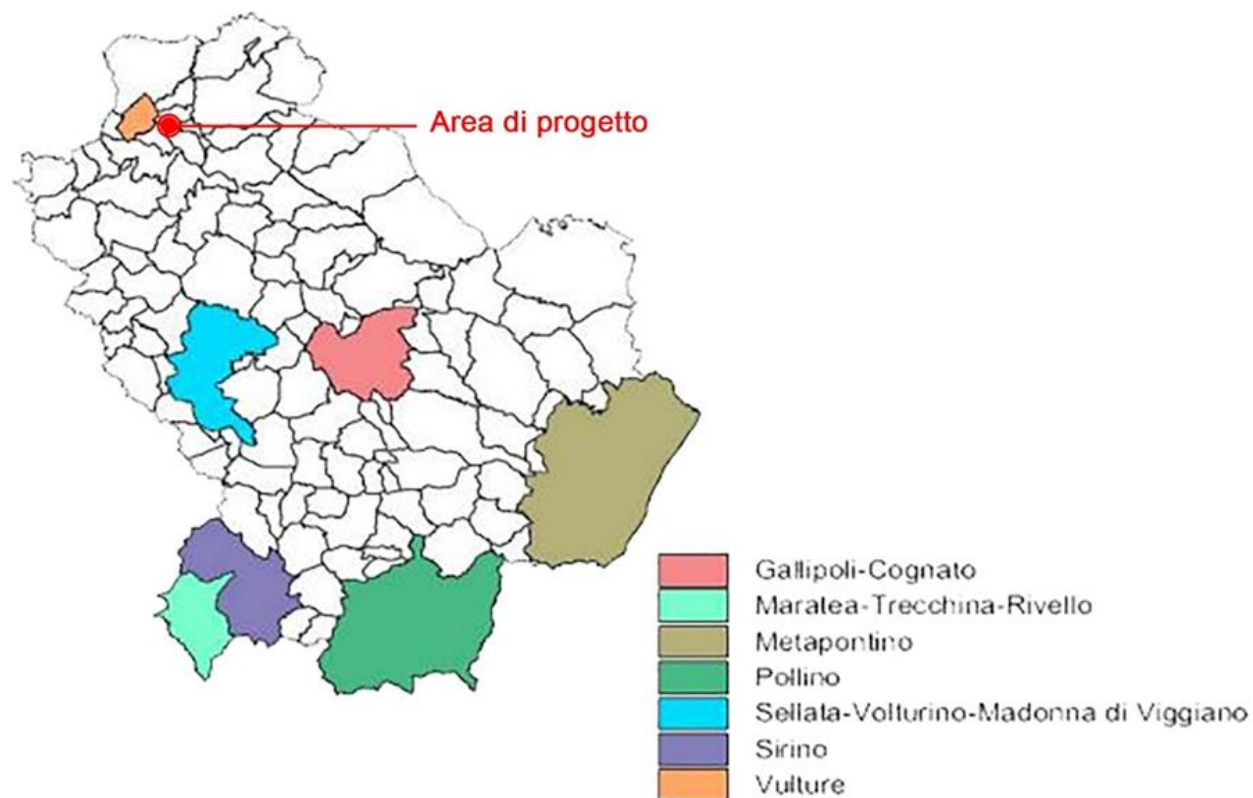 Area di progetto
Gallipoli-Cognato
Maratea-Trecchina-Rivello
Metapontino
Pollino
Sellata-Volturino-Madonna di Viggiano
Sirino
Vulture